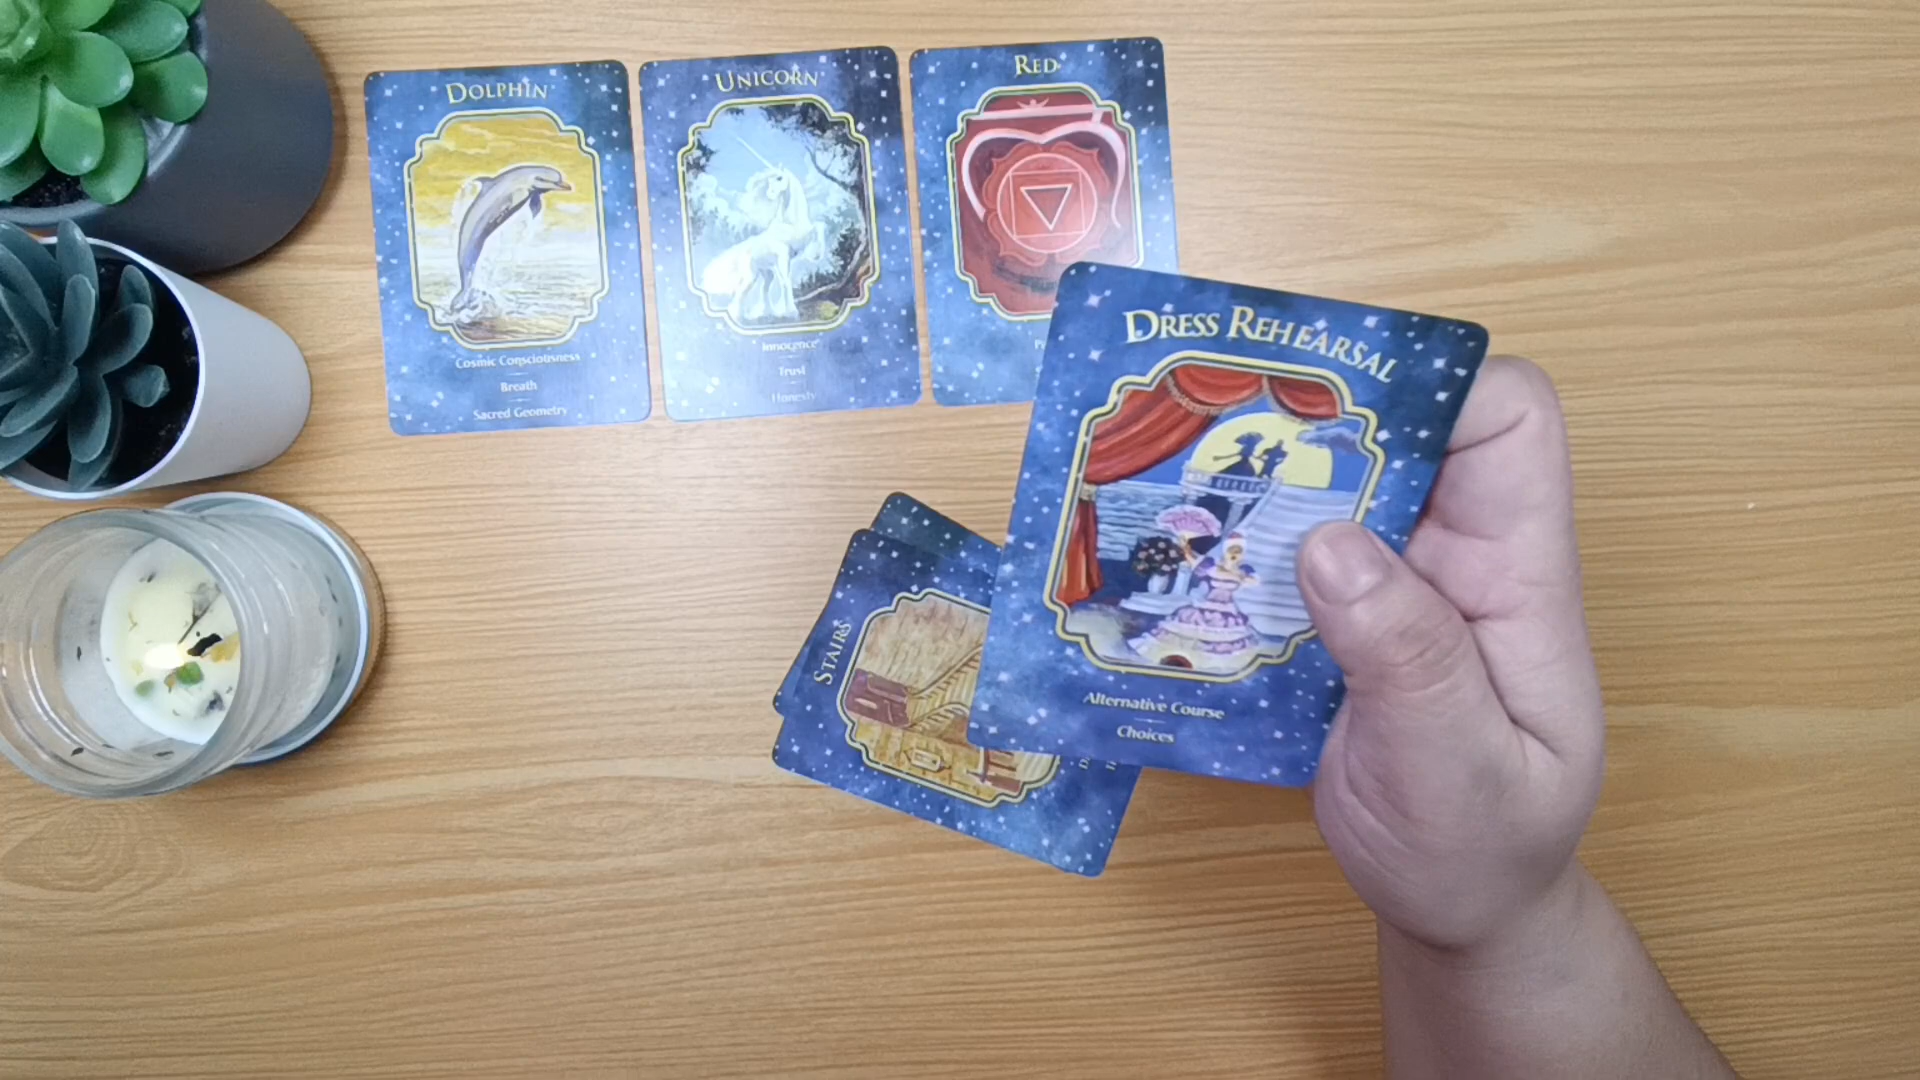 DOLPHIN
Cosmic Consciousness
Breath
Sacred Geometry
UNICORN
Innocence
Trust
Honesty
RED
DRESS REHEARSAL
Alternative Course
Choices
STAIRS